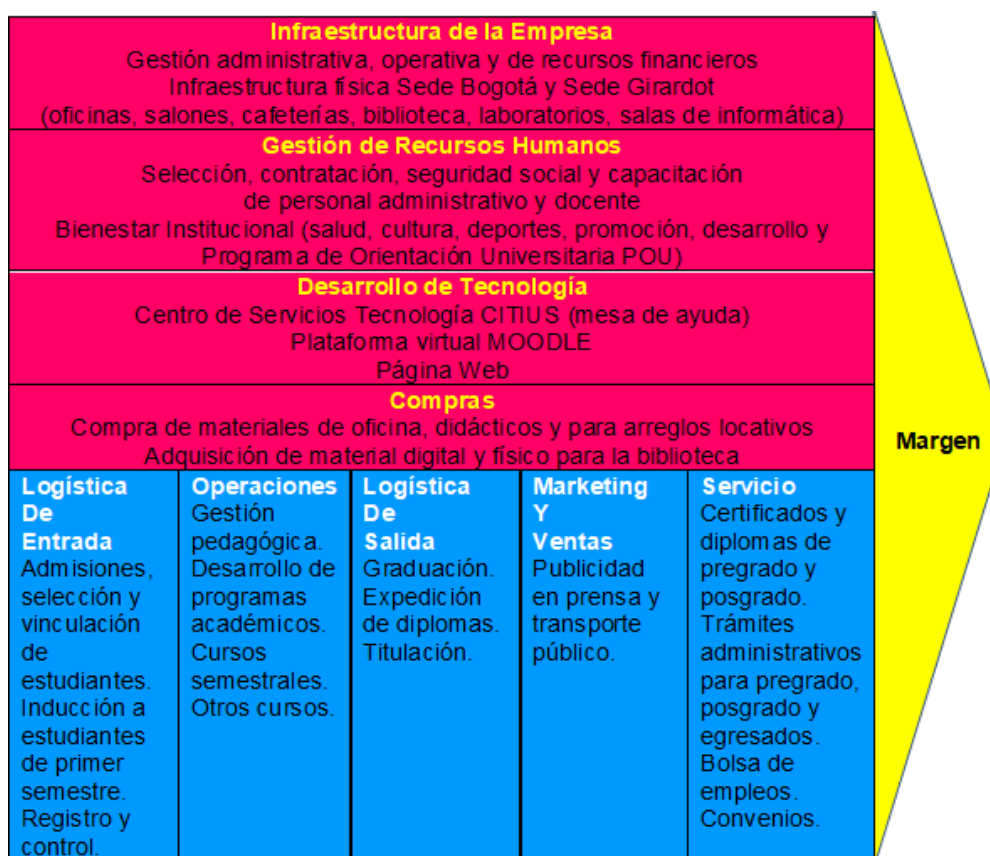 Infraestructura de la Empresa
Gestión administrativa, operativa y de recursos financieros
Infraestructura física Sede Bogotá y Sede Girardot
(oficinas, salones, cafeterías, biblioteca, laboratorios, salas de informática)
Gestión de Recursos Humanos
Selección, contratación, seguridad social y capacitación
de personal administrativo y docente
Bienestar Institucional (salud, cultura, deportes, promoción, desarrollo y
Programa de Orientación Universitaria POU)
Desarrollo de Tecnología
Centro de Servicios Tecnología CITIUS (mesa de ayuda)
Plataforma virtual MOODLE
Página Web
Compras
Compra de materiales de oficina, didácticos y para arreglos locativos
Adquisición de material digital y físico para la biblioteca
Logística
De
Entrada
Admisiones,
selección y
vinculación
de
estudiantes.
Inducción a
estudiantes
de primer
semestre.
Registro y
control.
Operaciones
Gestión
pedagógica.
Desarrollo de
programas
académicos.
Cursos
semestrales.
Otros cursos.
Logística
De
Salida
Graduación.
Expedición
de diplomas.
Titulación.
Marketing
Y
Ventas
Publicidad
en prensa y
transporte
público.
Servicio
Certificados y
diplomas de
pregrado y
posgrado.
Trámites
administrativos
para pregrado,
posgrado y
egresados.
Bolsa de
empleos.
Convenios.
Margen